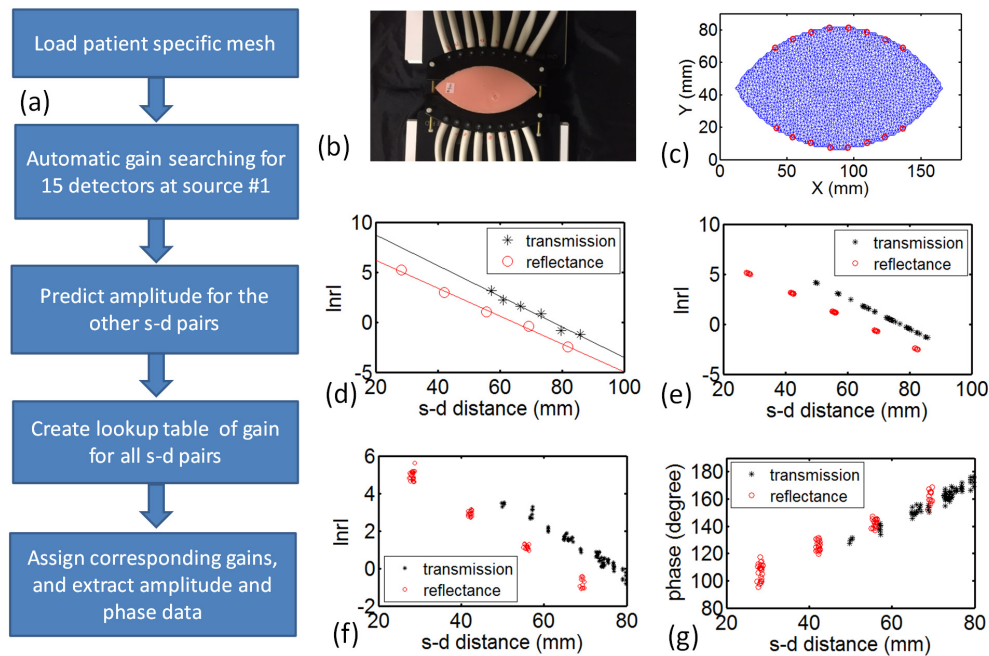 Load patient specific mesh
(a)
Automatic gain searching for
15 detectors at source #1
Predict amplitude for the
other s-d pairs
Create lookup table of gain
for all s-d pairs
Assign corresponding gains,
and extract amplitude and
phase data
(b)
80
60
40
20
0
Y (mm)
0 50 100 150
X (mm)
(c)
10
5
0
-5
lnrI
20 40 60 80 100
s-d distance (mm)
transmission
reflectance
(d)
10
5
0
-5
lnrI
20 40 60 80 100
s-d distance (mm)
transmission
reflectance
(e)
6
4
2
0
-2
lnrI
20 40 60 80
s-d distance (mm)
transmission
reflectance
(f)
180
160
140
120
100
80
phase (degree)
20 40 60 80
s-d distance (mm)
transmission
reflectance
(g)